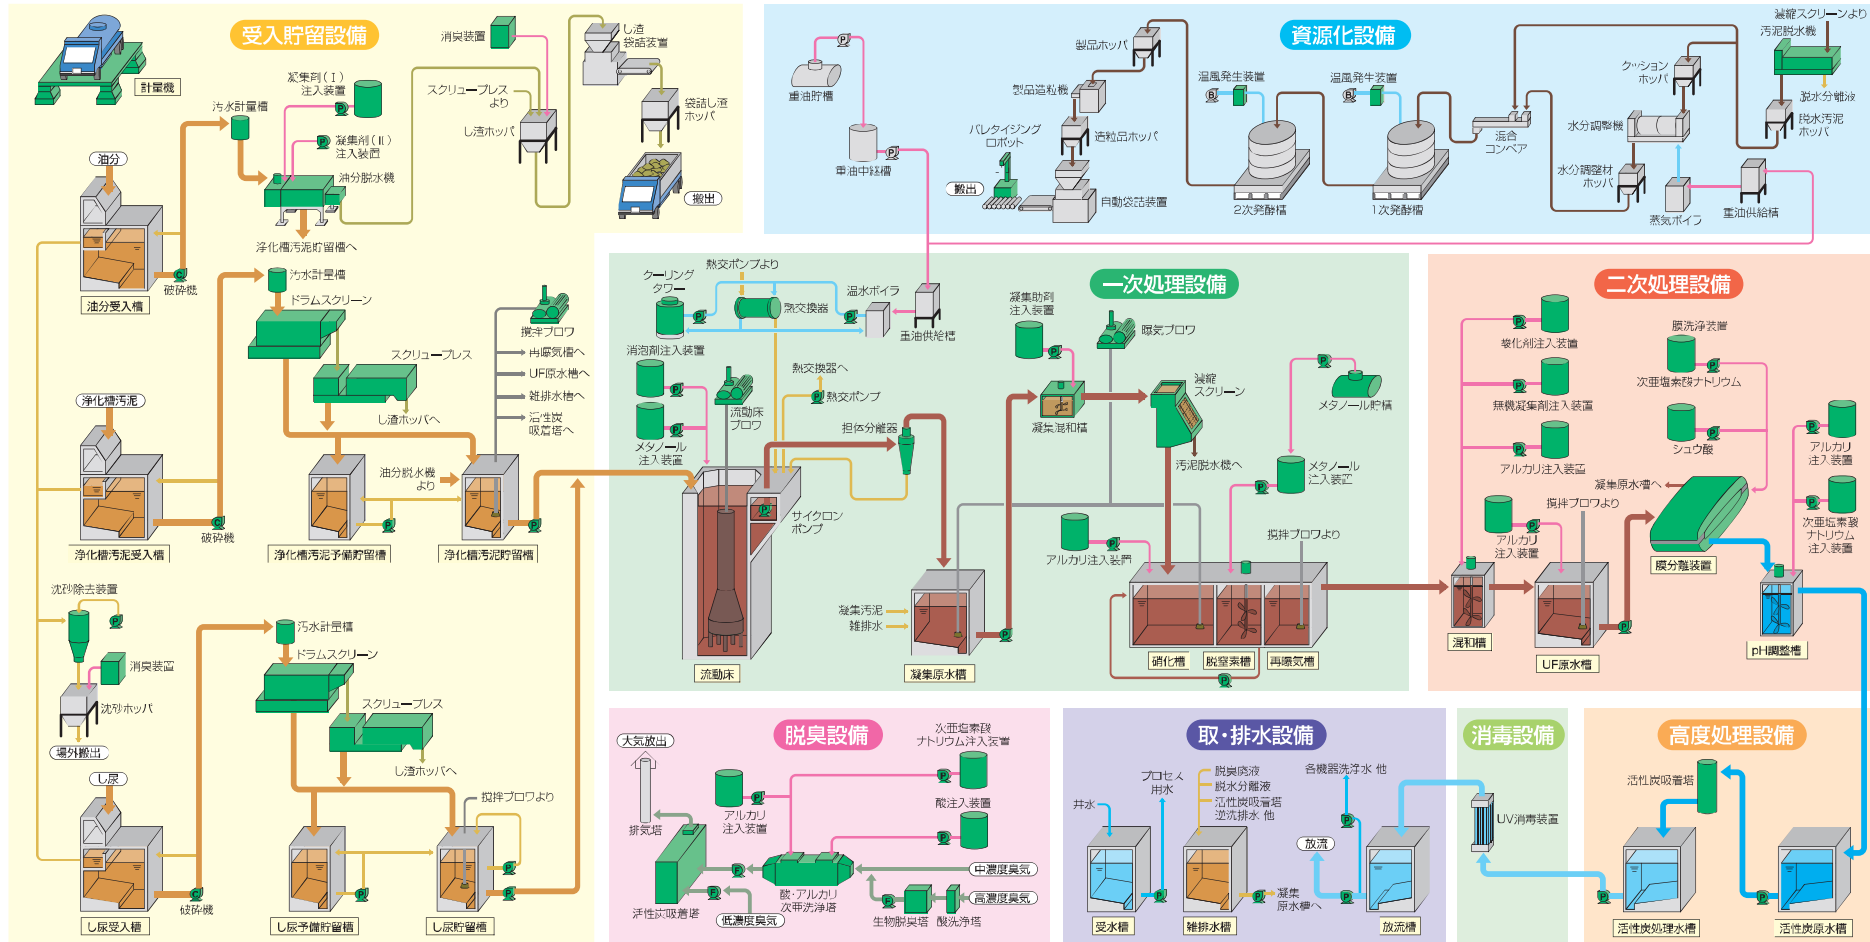 受入貯留設備
計量機
汚水計量槽
凝集剤(Ⅰ)
注入装置
凝集剤(Ⅱ)
注入装置
油分脱水機
浄化槽汚泥貯留槽へ
油分
破砕機
油分受入槽
消臭装置
スクリュープレス
より
し渣ホッパ
し渣
袋詰装置
袋詰し渣
ホッパ
搬出
汚水計量槽
ドラムスクリーン
スクリュープレス
し渣ホッパへ
撹拌ブロワ
再曝気槽へ
UF原水槽へ
雑排水槽へ
活性炭
吸着塔へ
浄化槽汚泥
破砕機
浄化槽汚泥受入槽
浄化槽汚泥予備貯留槽
油分脱水機
より
浄化槽汚泥貯留槽
沈砂除去装置
消臭装置
沈砂ホッパ
場外搬出
汚水計量槽
ドラムスクリーン
スクリュープレス
し渣ホッパへ
撹拌ブロワより
し尿
破砕機
し尿受入槽
し尿予備貯留槽
し尿貯留槽
資源化設備
重油貯槽
重油中継槽
製品ホッパ
製品造粒機
造粒品ホッパ
パレタイジング
ロボット
搬出
自動袋詰装置
温風発生装置
2次発酵槽
温風発生装置
1次発酵槽
混合
コンベア
濃縮スクリーンより
汚泥脱水機
脱水分離液
脱水汚泥
ホッパ
クッション
ホッパ
水分調整機
水分調整材
ホッパ
蒸気ボイラ
重油供給槽
一次処理設備
熱交ポンプより
クーリング
タワー
熱交換器
温水ボイラ
重油供給槽
消泡剤注入装置
メタノール
注入装置
流動床
ブロワ
熱交換器へ
熱交ポンプ
担体分離器
サイクロン
ポンプ
流動床
凝集汚泥
雑排水
凝集原水槽
凝集助剤
注入装置
凝集混和槽
曝気ブロワ
濃縮
スクリーン
汚泥脱水機へ
メタノール貯槽
メタノール
注入装置
アルカリ注入装置
撹拌ブロワより
硝化槽
脱窒素槽
再曝気槽
二次処理設備
酸化剤注入装置
無機凝集剤注入装置
アルカリ注入装置
膜洗浄装置
次亜塩素酸ナトリウム
シュウ酸
アルカリ
注入装置
次亜塩素酸
ナトリウム
注入装置
凝集原水槽へ
撹拌ブロワより
アルカリ
注入装置
膜分離装置
混和槽
UF原水槽
pH調整槽
脱臭設備
大気放出
排気塔
アルカリ
注入装置
次亜塩素酸
ナトリウム注入装置
酸注入装置
活性炭吸着塔
酸・アルカリ
次亜洗浄塔
中濃度臭気
高濃度臭気
低濃度臭気
生物脱臭塔
酸洗浄塔
取・排水設備
井水
プロセス
用水
受水槽
脱臭廃液
脱水分離液
活性炭吸着塔
逆洗排水 他
雑排水槽
凝集
原水槽へ
各機器洗浄水 他
放流
放流槽
消毒設備
UV消毒装置
高度処理設備
活性炭吸着塔
活性炭処理水槽
活性炭原水槽